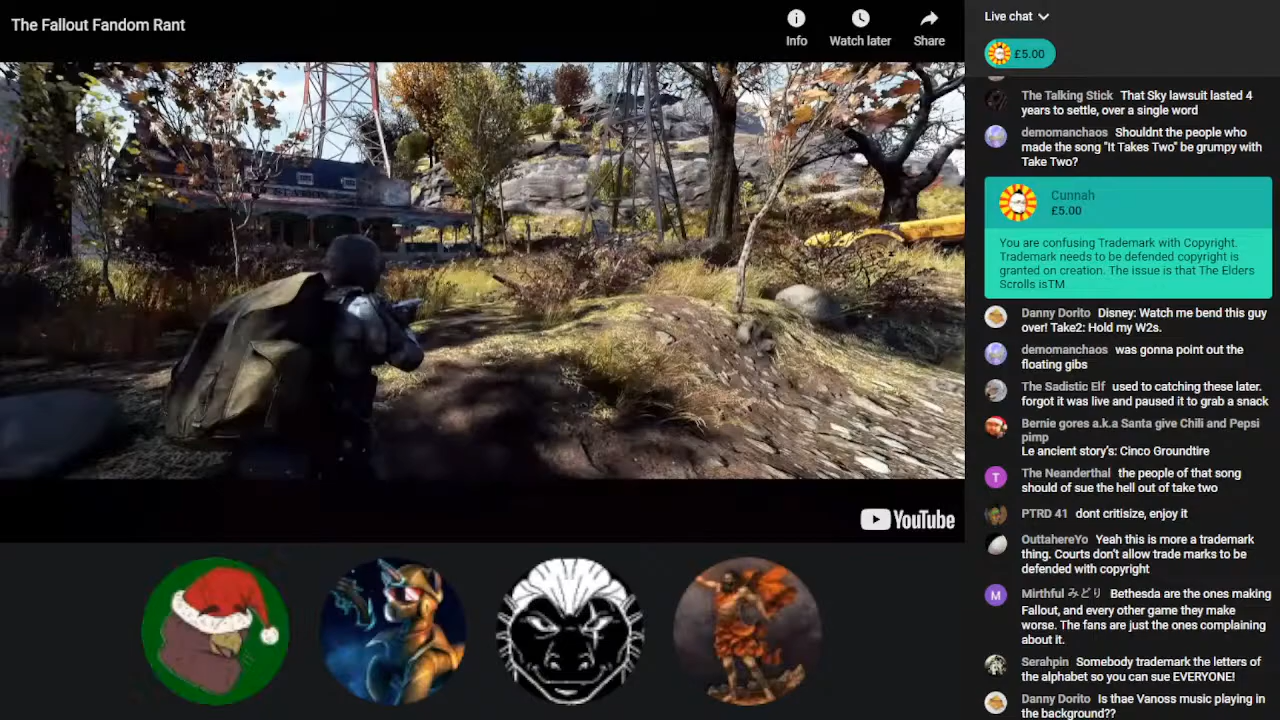 The Fallout Fandom Rant
Info
Watch later
Share
YouTube
Live chat
£5.00
The Talking Stick That Sky lawsuit lasted 4
years to settle, over a single word
demomanchaos Shouldnt the people who
made the song "It Takes Two" be grumpy with
Take Two?
Cunnah
£5.00
You are confusing Trademark with Copyright.
Trademark needs to be defended copyright is
granted on creation. The issue is that The Elders
Scrolls isTM
Danny Dorito Disney: Watch me bend this guy
over! Take2: Hold my W2s.
demomanchaos was gonna point out the
floating gibs
The Sadistic Elf used to catching these later.
forgot it was live and paused it to grab a snack
Bernie gores a.k.a Santa give Chili and Pepsi
pimp
Le ancient story's: Cinco Groundtire
T
The Neanderthal the people of that song
should of sue the hell out of take two
PTRD 41 dont critisize, enjoy it
OuttahereYo Yeah this is more a trademark
thing. Courts don't allow trade marks to be
defended with copyright
M
Mirthful みどり Bethesda are the ones making
Fallout, and every other game they make
worse. The fans are just the ones complaining
about it.
Serahpin Somebody trademark the letters of
the alphabet so you can sue EVERYONE!
Danny Dorito Is thae Vanoss music playing in
the background??